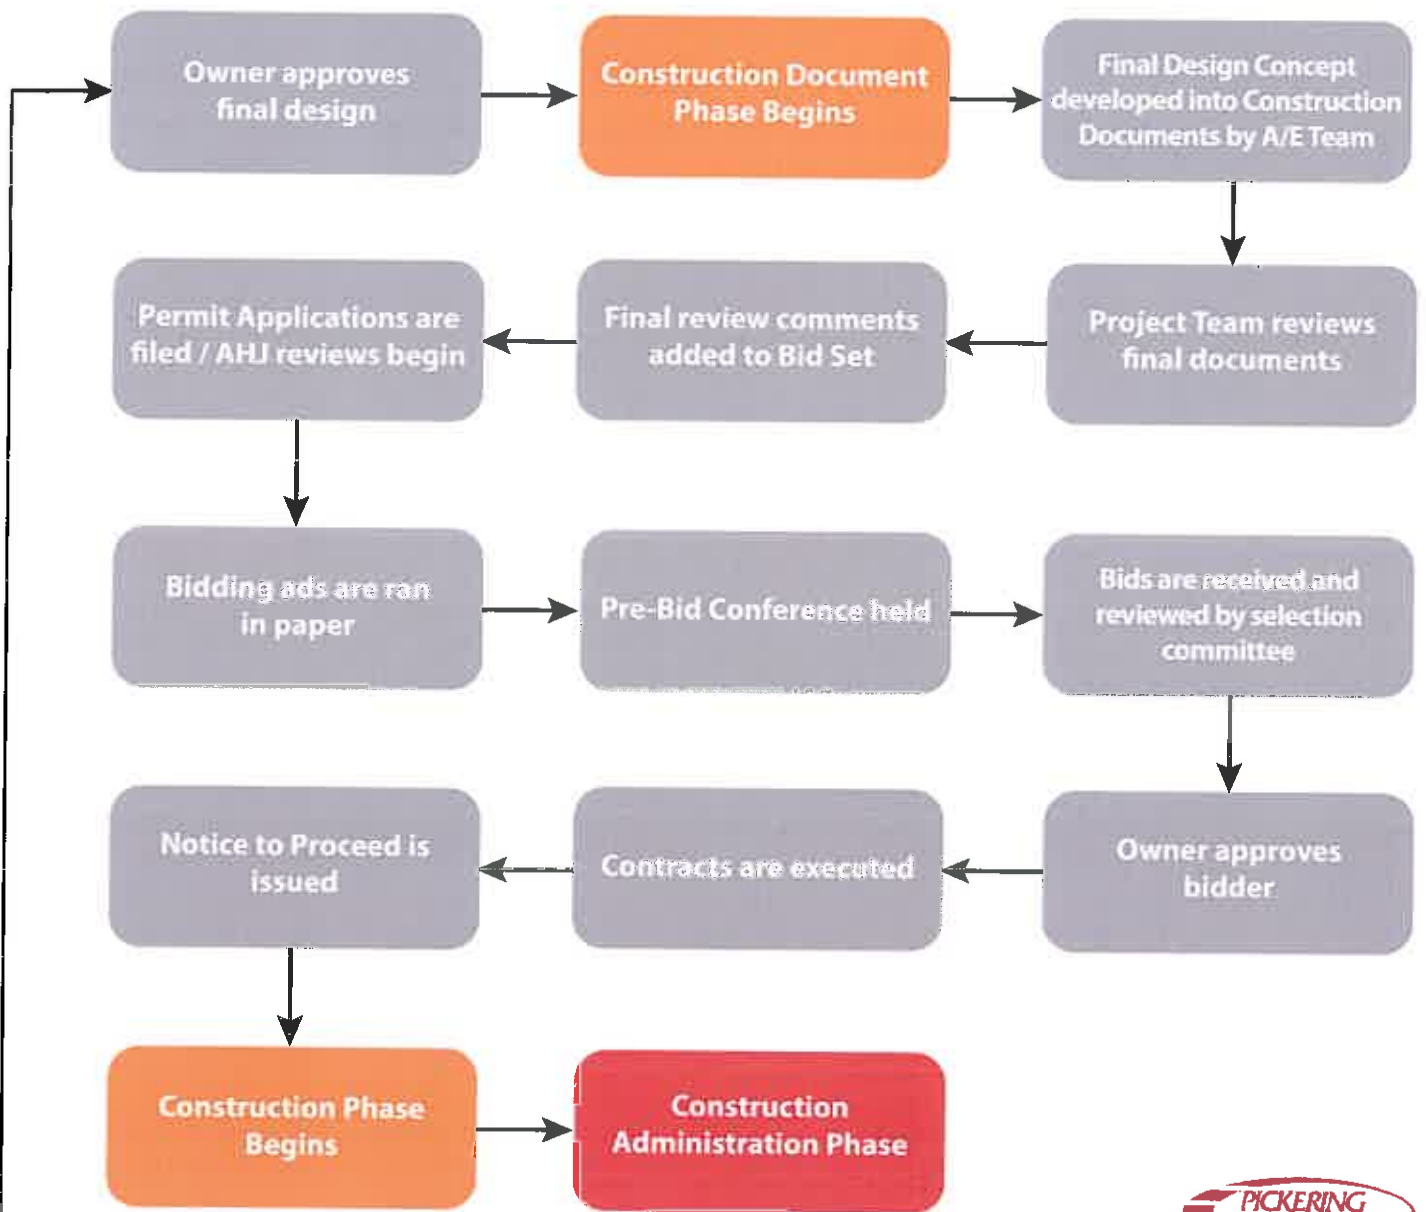 Owner approves
final design
Construction Document
Phase Begins
Final Design Concept
developed into Construction
Documents by A/E Team
Permit Applications are
filed / AHJ reviews begin
Final review comments
added to Bid Set
Project Team reviews
final documents
Bidding ads are ran
in paper
Pre-Bid Conference held
Bids are received and
reviewed by selection
committee
Notice to Proceed is
issued
Contracts are executed
Owner approves
bidder
Construction Phase
Begins
Construction
Administration Phase
PICKERING